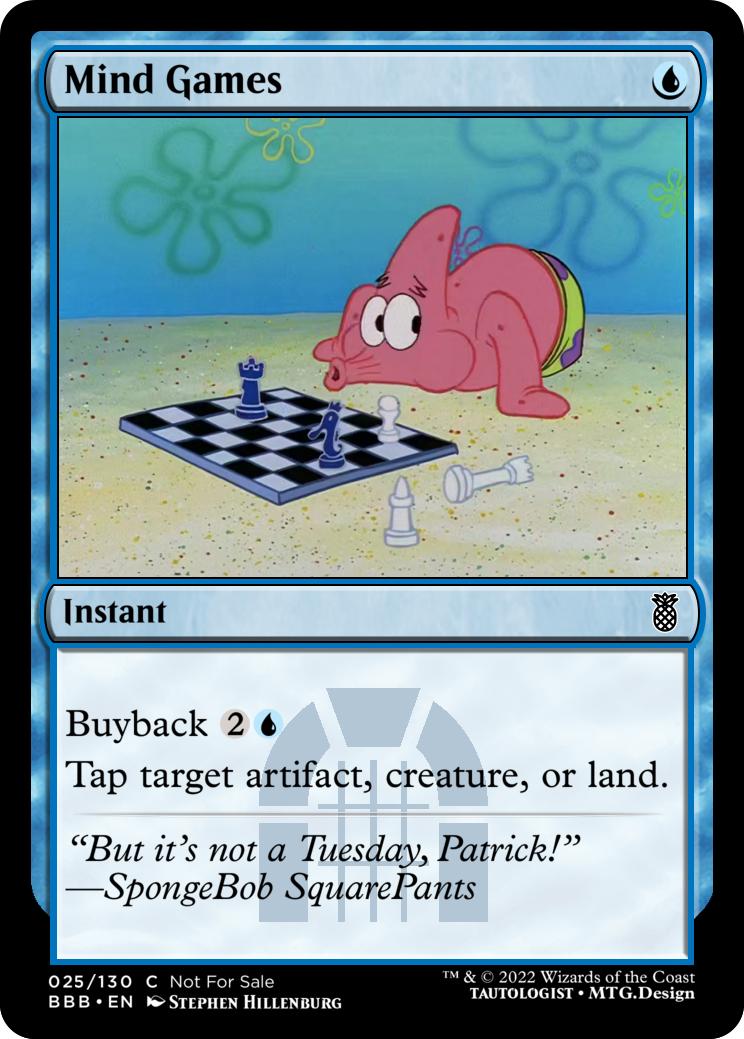 Mind Games
Instant
Buyback 2
Tap target artifact, creature, or land.
“But it’s not a Tuesday, Patrick!”
—SpongeBob SquarePants
025/130 C Not For Sale
BBB • EN Stephen Hillenburg
™ & © 2022 Wizards of the Coast
TAUTOLOGIST • MTG.Design